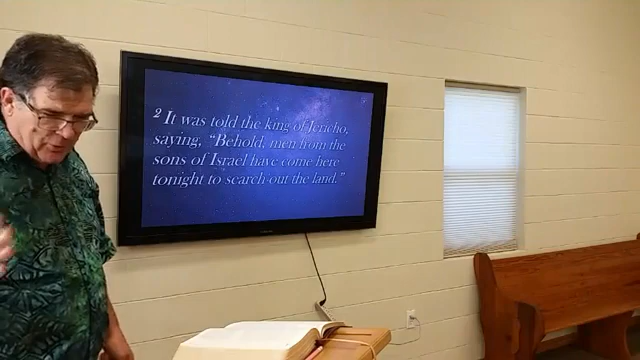 2 It was told the king of Jericho,
saying, “Behold, men from the
sons of Israel have come here
tonight to search out the land.”